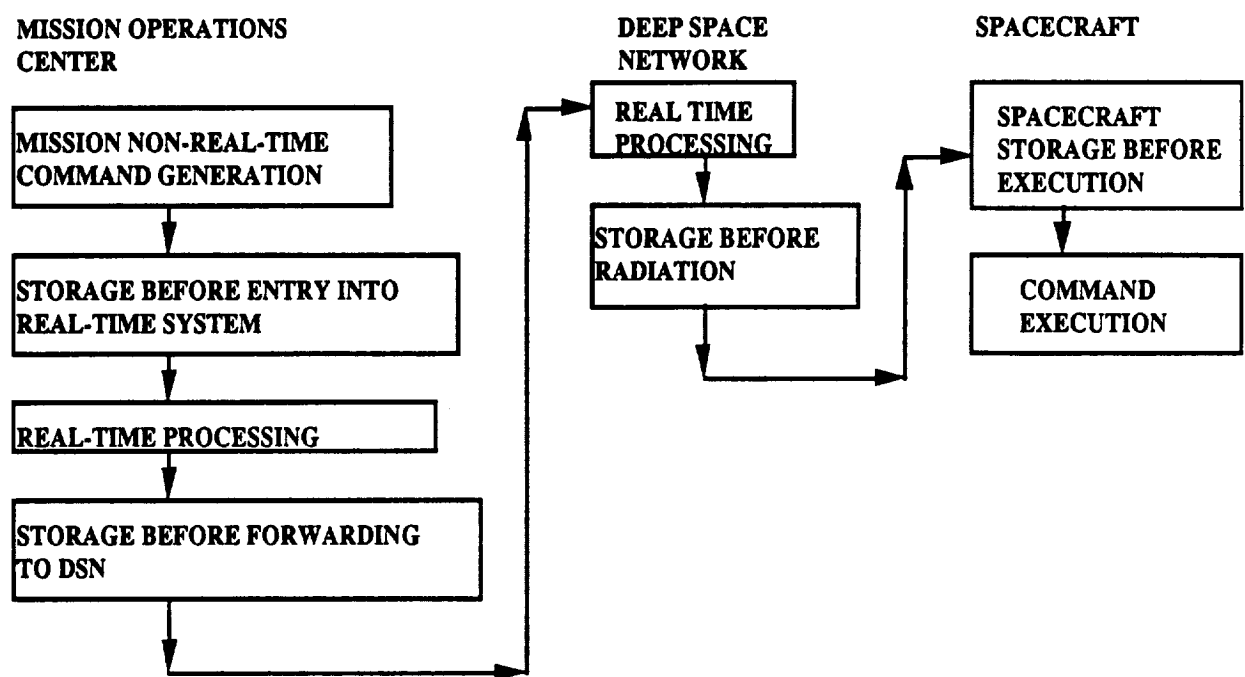 MISSION OPERATIONS
CENTER
MISSION NON-REAL-TIME
COMMAND GENERATION
STORAGE BEFORE ENTRY INTO
REAL-TIME SYSTEM
REAL-TIME PROCESSING
STORAGE BEFORE FORWARDING
TO DSN
DEEP SPACE
NETWORK
REAL TIME
PROCESSING
STORAGE BEFORE
RADIATION
SPACECRAFT
SPACECRAFT
STORAGE BEFORE
EXECUTION
COMMAND
EXECUTION